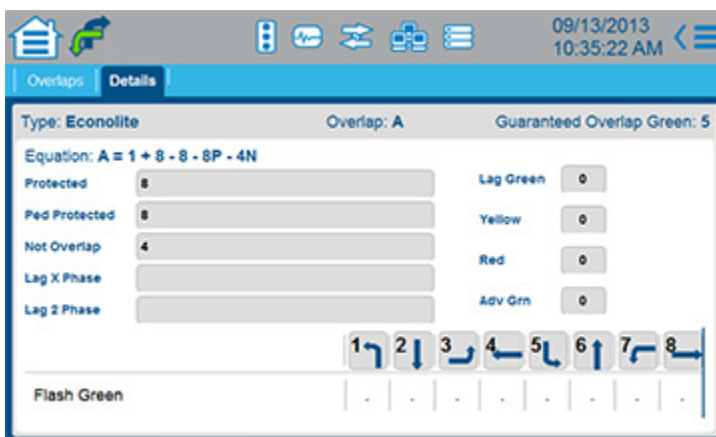 09/13/2013
10:35:22 AM
Overlaps Details
Type: Econolite Overlap: A Guaranteed Overlap Green: 5
Equation: A = 1 + 8 - 8 - 8P - 4N
Protected 8 Lag Green 0
Ped Protected 8 Yellow 0
Not Overlap 4 Red 0
Lag X Phase
Lag 2 Phase Adv Grn 0
1 2 3 4 5 6 7 8
Flash Green . . . . . . . .